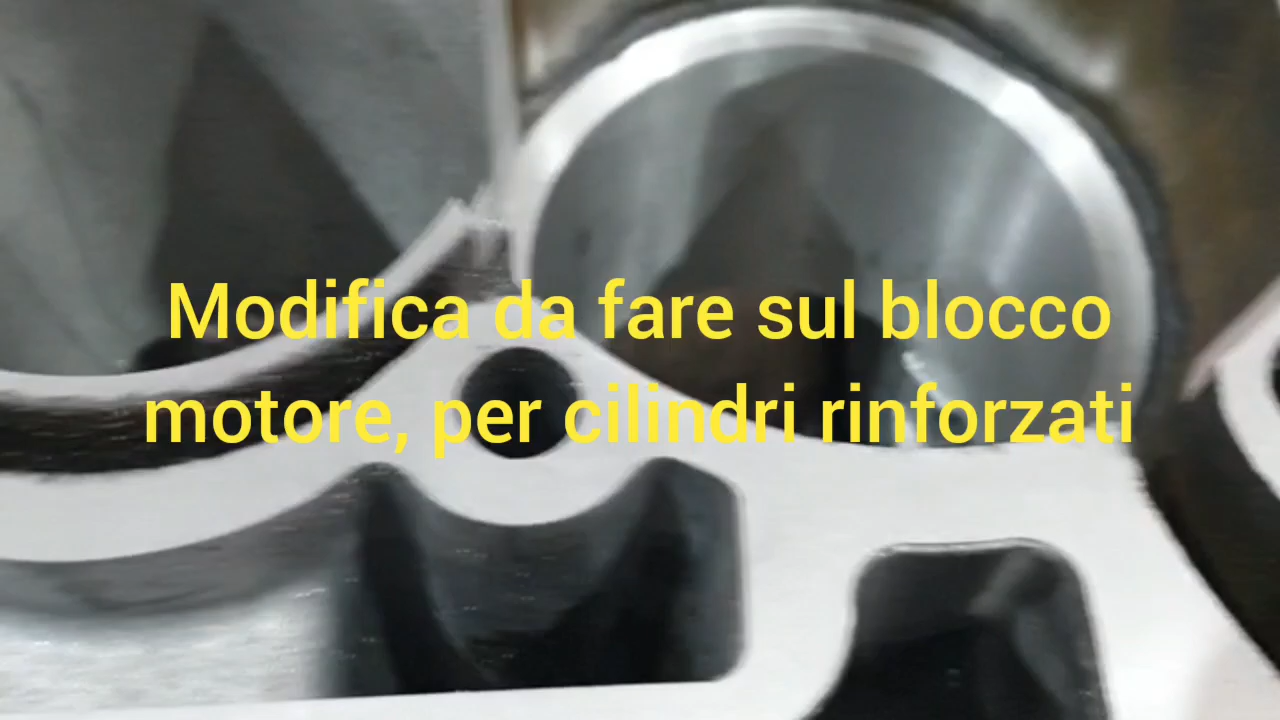 Modifica da fare sul blocco
motore, per cilindri rinforzati